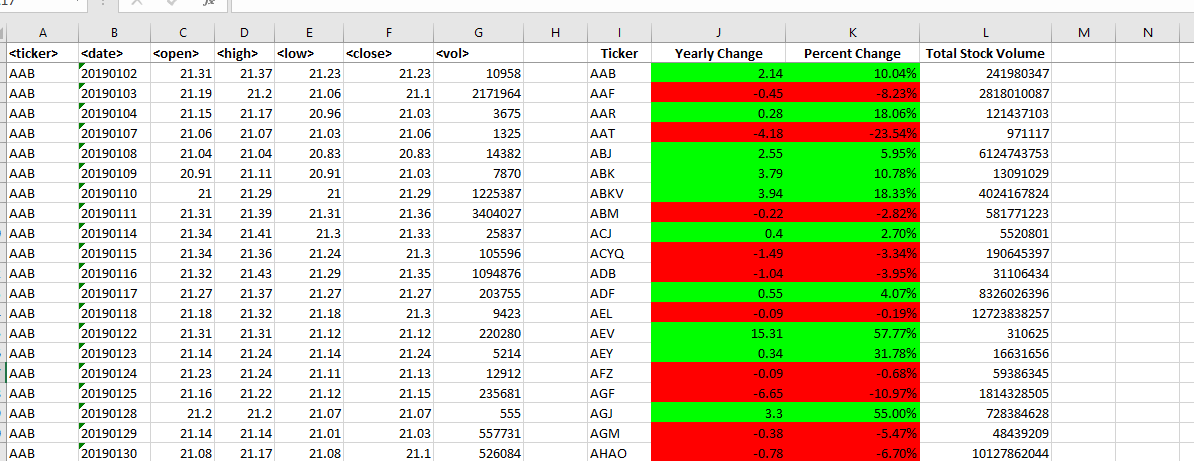 A B C D E F G H I J K L M N
<ticker> <date> <open> <high> <low> <close> <vol> Ticker Yearly Change Percent Change Total Stock Volume
AAB 20190102 21.31 21.37 21.23 21.23 10958 AAB 2.14 10.04% 241980347
AAB 20190103 21.19 21.2 21.06 21.1 2171964 AAF -0.45 -8.23% 2818010087
AAB 20190104 21.15 21.17 20.96 21.03 3675 AAR 0.28 18.06% 121437103
AAB 20190107 21.06 21.07 21.03 21.06 1325 AAT -4.18 -23.54% 971117
AAB 20190108 21.04 21.04 20.83 20.83 14382 ABJ 2.55 5.95% 6124743753
AAB 20190109 20.91 21.11 20.91 21.03 7870 ABK 3.79 10.78% 13091029
AAB 20190110 21 21.29 21 21.29 1225387 ABKV 3.94 18.33% 4024167824
AAB 20190111 21.31 21.39 21.31 21.36 3404027 ABM -0.22 -2.82% 581771223
AAB 20190114 21.34 21.41 21.3 21.33 25837 ACJ 0.4 2.70% 5520801
AAB 20190115 21.34 21.36 21.24 21.3 105596 ACYQ -1.49 -3.34% 190645397
AAB 20190116 21.32 21.43 21.29 21.35 1094876 ADB -1.04 -3.95% 31106434
AAB 20190117 21.27 21.37 21.27 21.27 203755 ADF 0.55 4.07% 8326026396
AAB 20190118 21.18 21.32 21.18 21.3 9423 AEL -0.09 -0.19% 12723838257
AAB 20190122 21.31 21.31 21.12 21.12 220280 AEV 15.31 57.77% 310625
AAB 20190123 21.14 21.24 21.14 21.24 5214 AEY 0.34 31.78% 16631656
AAB 20190124 21.23 21.24 21.11 21.13 12912 AFZ -0.09 -0.68% 59386345
AAB 20190125 21.16 21.22 21.12 21.15 235681 AGF -6.65 -10.97% 1814328505
AAB 20190128 21.2 21.2 21.07 21.07 555 AGJ 3.3 55.00% 728384628
AAB 20190129 21.14 21.14 21.01 21.03 557731 AGM -0.38 -5.47% 48439209
AAB 20190130 21.08 21.17 21.08 21.1 526084 AHAO -0.78 -6.70% 10127862044